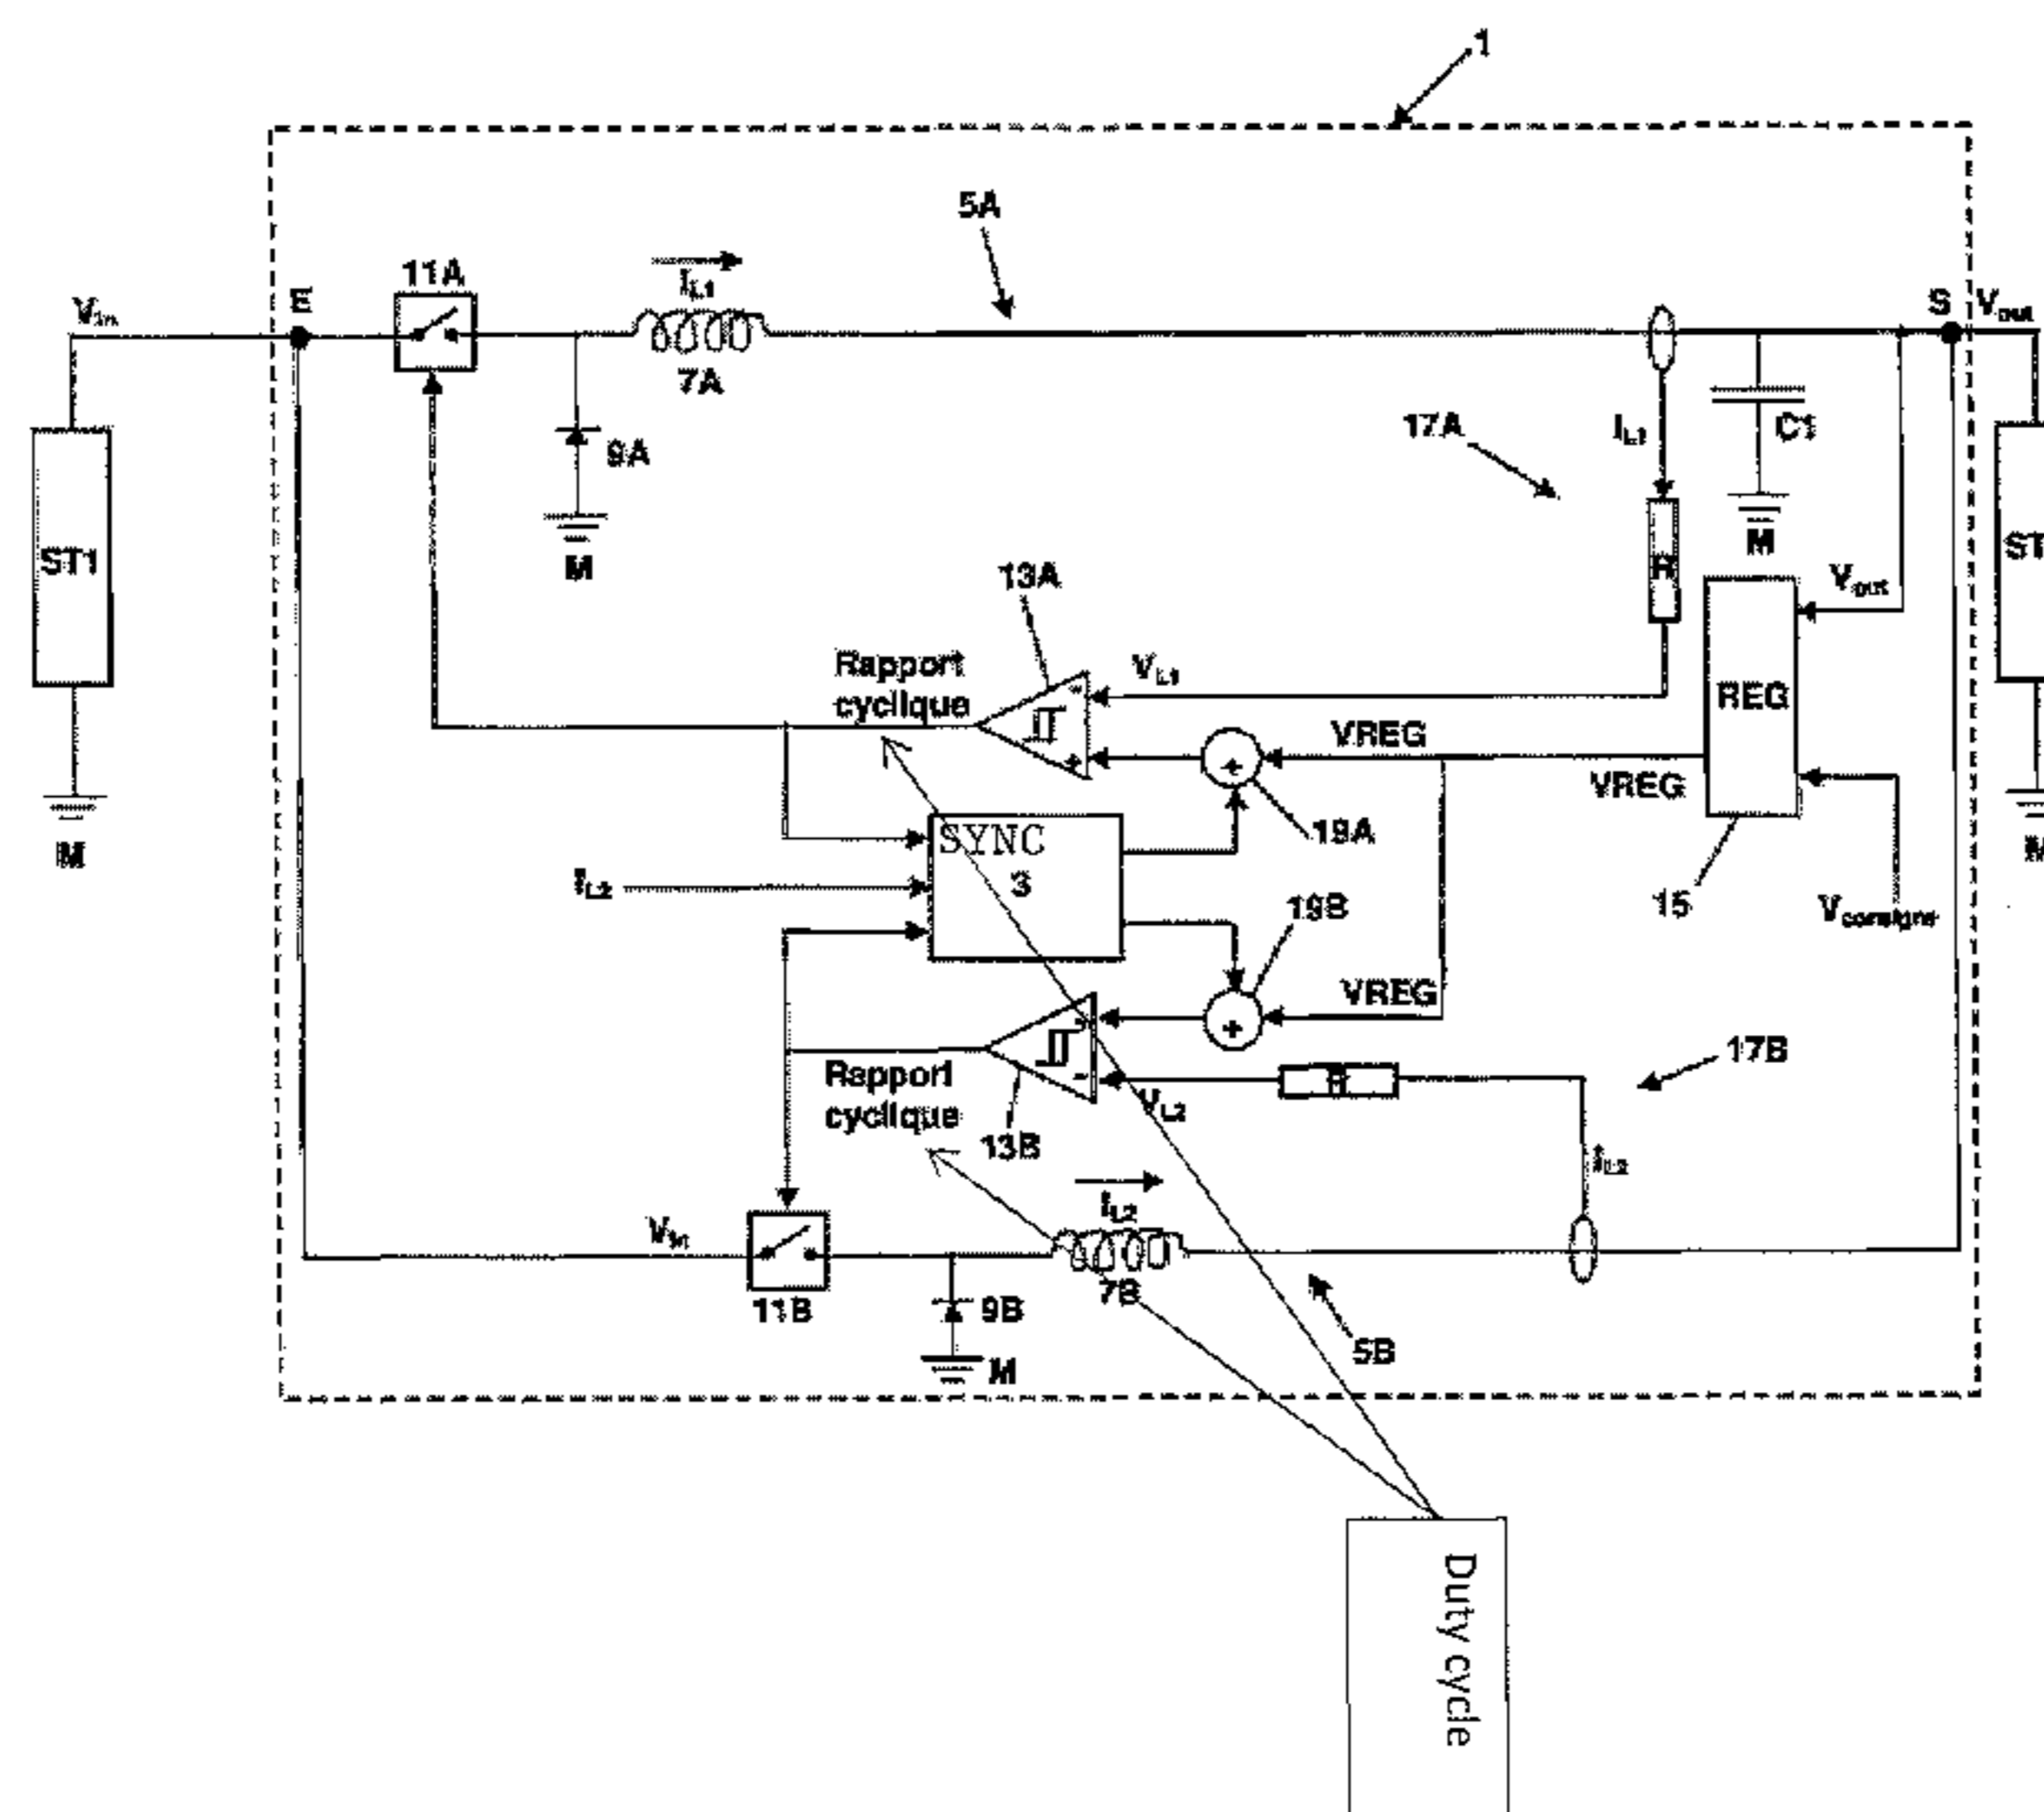 1
5A
11A
E
IL1
Vin
S
Vout
7A
17A
IL1
C1
9A
ST1
M
M
R
ST
13A
Vout
Rapport
cyclique
VL1
REG
VREG
VREG
19A
SYNC
3
M
IL2
19B
15
Vconsigne
VREG
17B
Rapport
cyclique
R
VL2
13B
IL2
IL2
Vin
11B
9B
7B
5B
M
Duty cycle